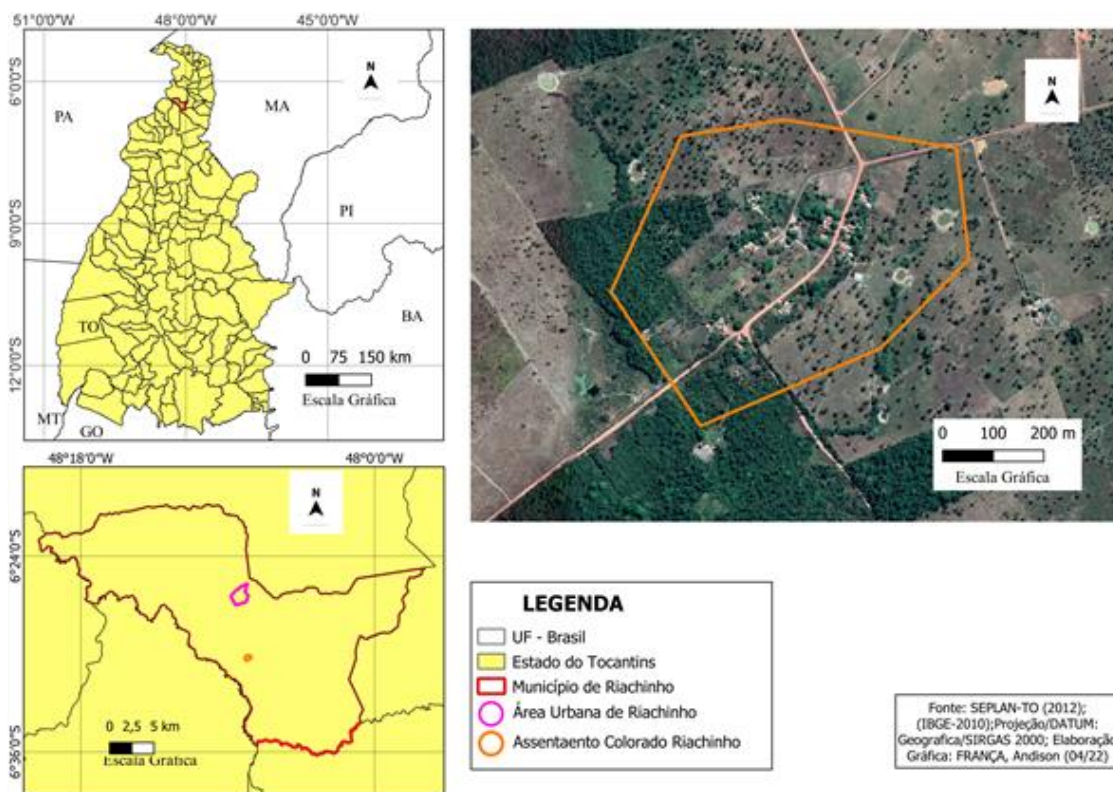 51°0'0"W
48°0'0"W
45°0'0"W
6°0'0"S
9°0'0"S
12°0'0"S
N
PA
MA
PI
TO
BA
MT
GO
0 75 150 km
Escala Gráfica
N
0 100 200 m
Escala Gráfica
48°18'0"W
48°0'0"W
6°24'0"S
6°36'0"S
N
0 2,5 5 km
Escala Gráfica
LEGENDA
UF - Brasil
Estado do Tocantins
Município de Riachinho
Área Urbana de Riachinho
Assentaento Colorado Riachinho
Fonte: SEPLAN-TO (2012);
(IBGE-2010);Projeção/DATUM:
Geografica/SIRGAS 2000; Elaboração
Gráfica: FRANÇA, Andison (04/22)